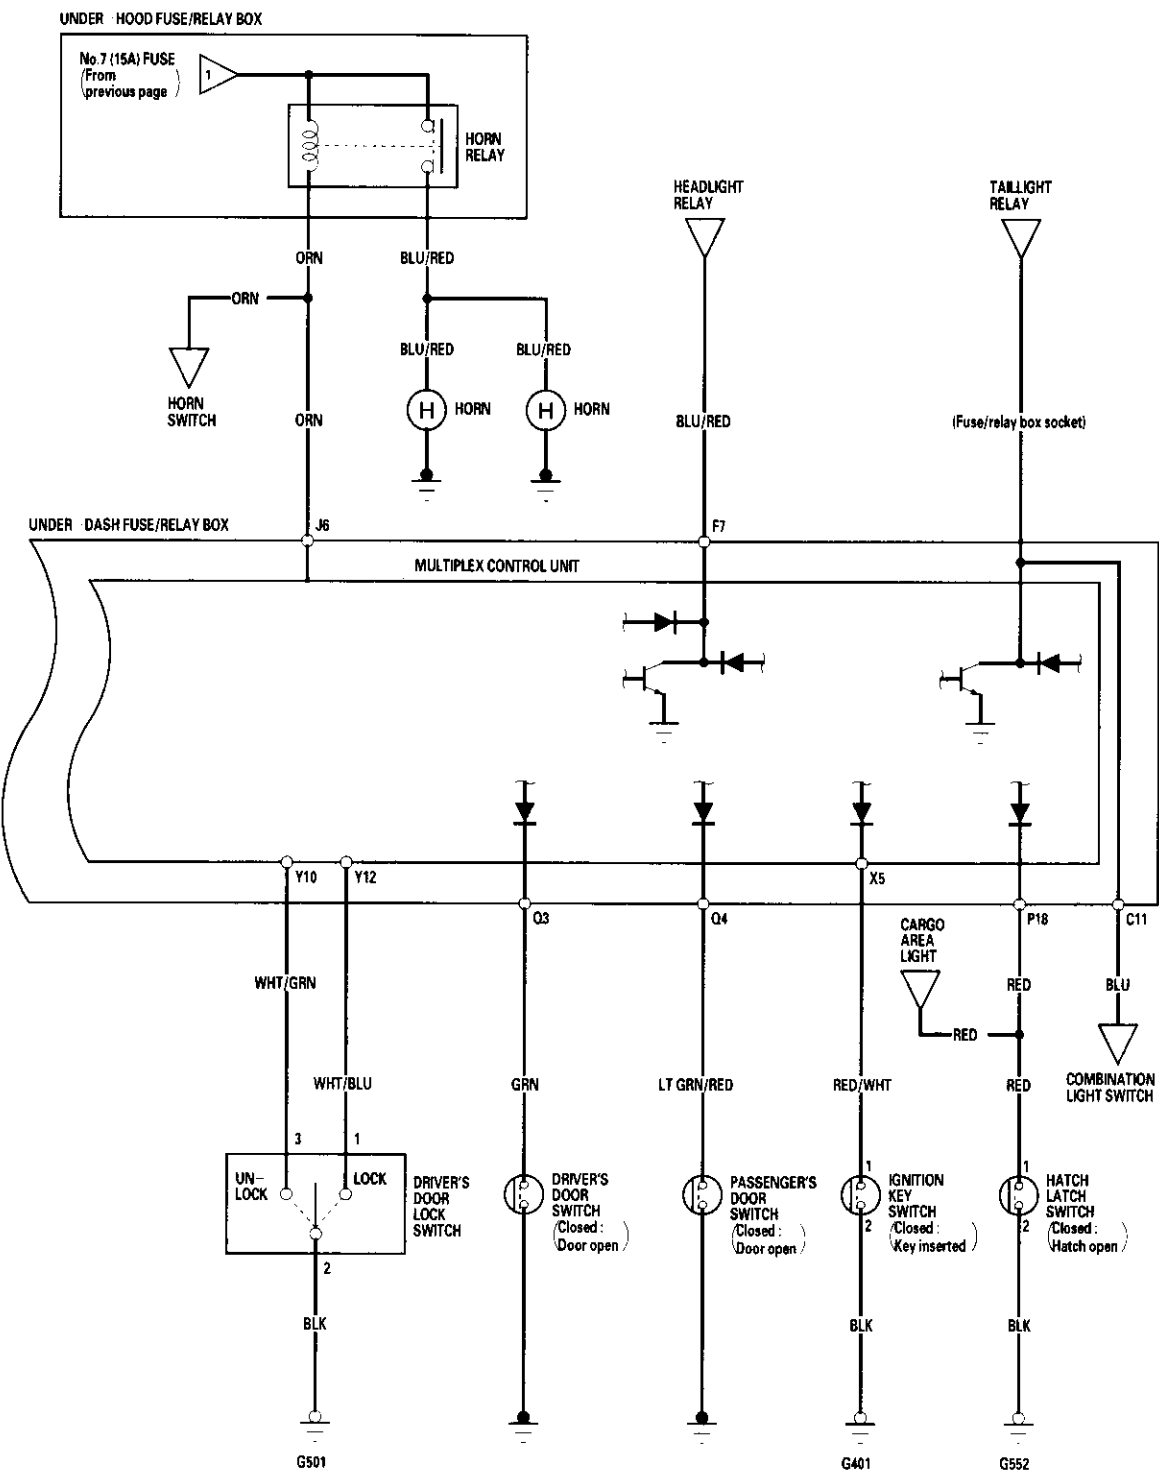 UNDER-HOOD FUSE/RELAY BOX
No.7 (15A) FUSE
(From
previous page)
1
HORN
RELAY
HEADLIGHT
RELAY
TAILLIGHT
RELAY
ORN
BLU/RED
ORN
BLU/RED
BLU/RED
HORN
SWITCH
ORN
H
HORN
H
HORN
BLU/RED
(Fuse/relay box socket)
UNDER-DASH FUSE/RELAY BOX
J6
F7
MULTIPLEX CONTROL UNIT
Y10
Y12
X5
Q3
Q4
P18
C11
CARGO
AREA
LIGHT
WHT/GRN
RED
BLU
RED
WHT/BLU
GRN
LT GRN/RED
RED/WHT
RED
COMBINATION
LIGHT SWITCH
3
1
UN-
LOCK
LOCK
DRIVER'S
DOOR
LOCK
SWITCH
DRIVER'S
DOOR
SWITCH
(Closed :
Door open)
PASSENGER'S
DOOR
SWITCH
(Closed :
Door open)
1
IGNITION
KEY
SWITCH
2
(Closed :
Key inserted)
1
HATCH
LATCH
SWITCH
2
(Closed :
Hatch open)
2
BLK
BLK
BLK
G501
G401
G552